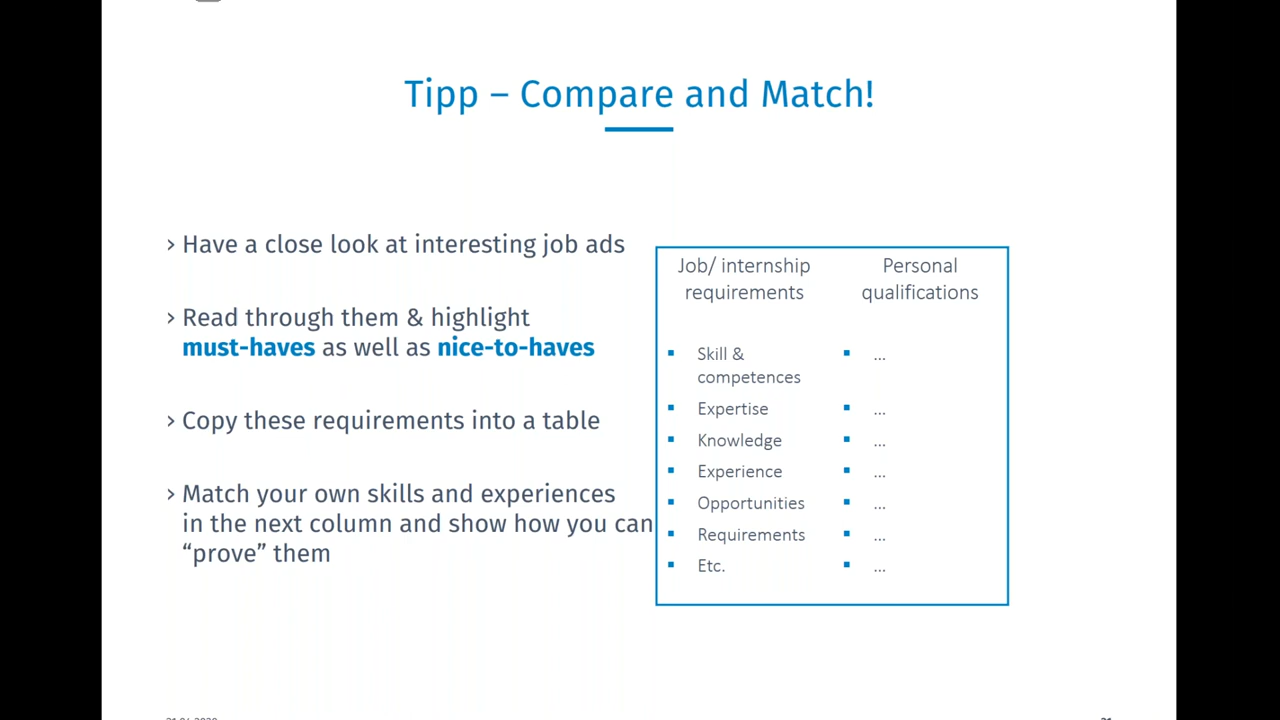 Tipp – Compare and Match!
› Have a close look at interesting job ads
› Read through them & highlight
must-haves as well as nice-to-haves
› Copy these requirements into a table
› Match your own skills and experiences
in the next column and show how you can
“prove” them
Job/ internship
requirements
▪ Skill &
competences
▪ Expertise
▪ Knowledge
▪ Experience
▪ Opportunities
▪ Requirements
▪ Etc.
Personal
qualifications
▪ ...
▪ ...
▪ ...
▪ ...
▪ ...
▪ ...
▪ ...